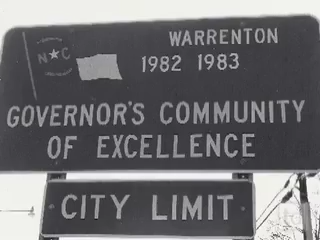 N★C
WARRENTON
1982 1983
GOVERNOR'S COMMUNITY
OF EXCELLENCE
CITY LIMIT